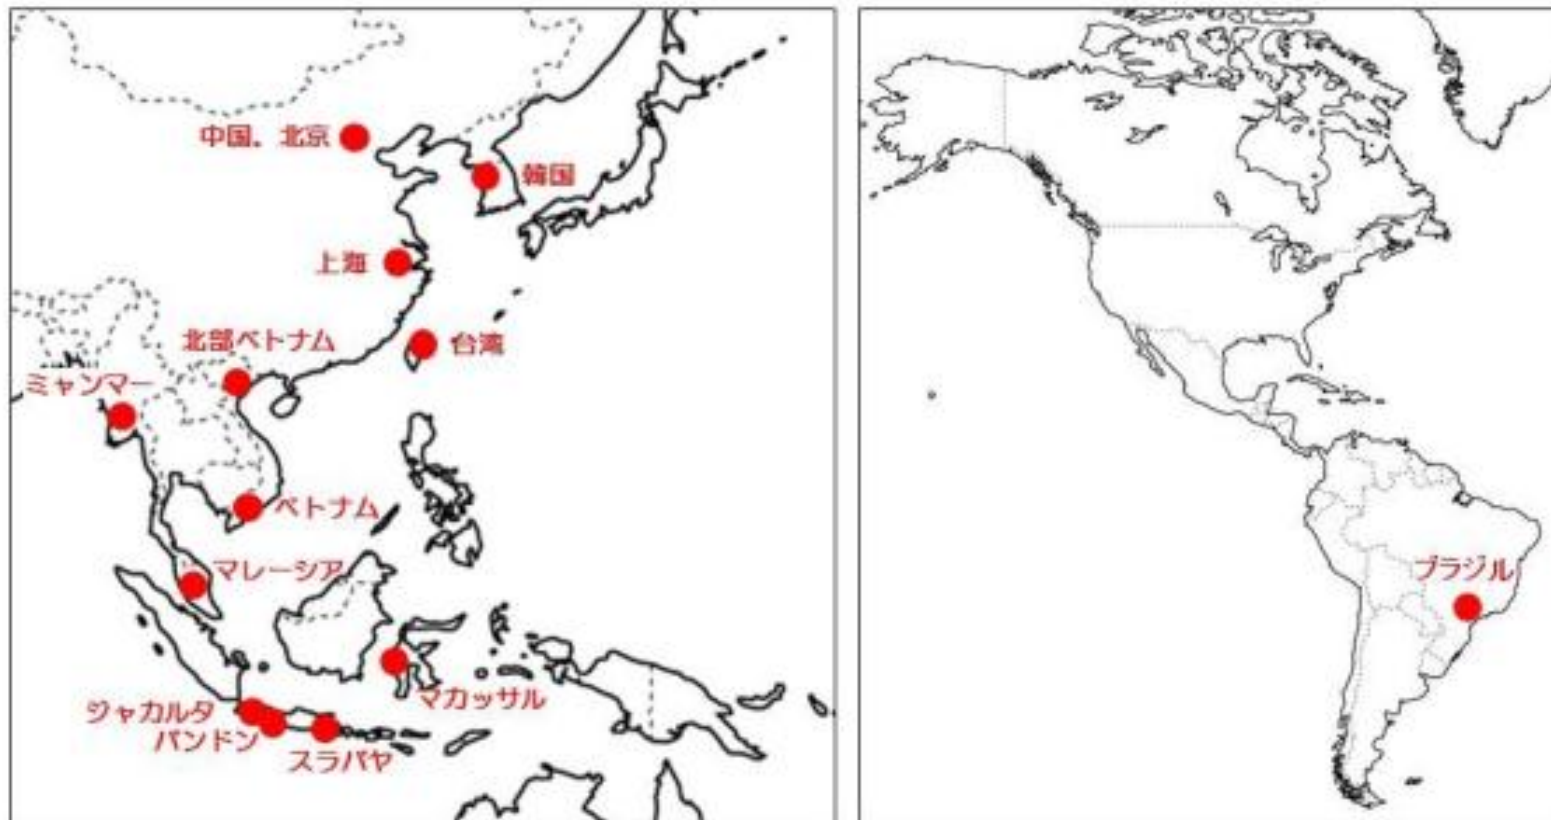 中国、北京
韓国
上海
北部ベトナム
台湾
ミャンマー
ベトナム
マレーシア
マカッサル
ジャカルタ
バンドン
スラバヤ
ブラジル